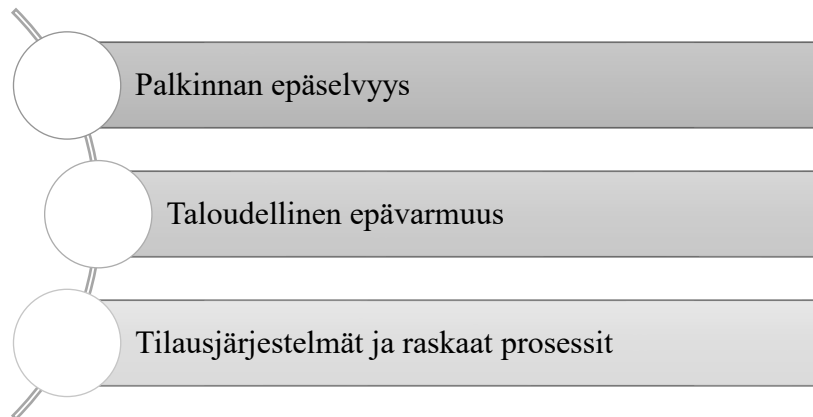 Palkinnan epäselvyys
Taloudellinen epävarmuus
Tilausjärjestelmät ja raskaat prosessit